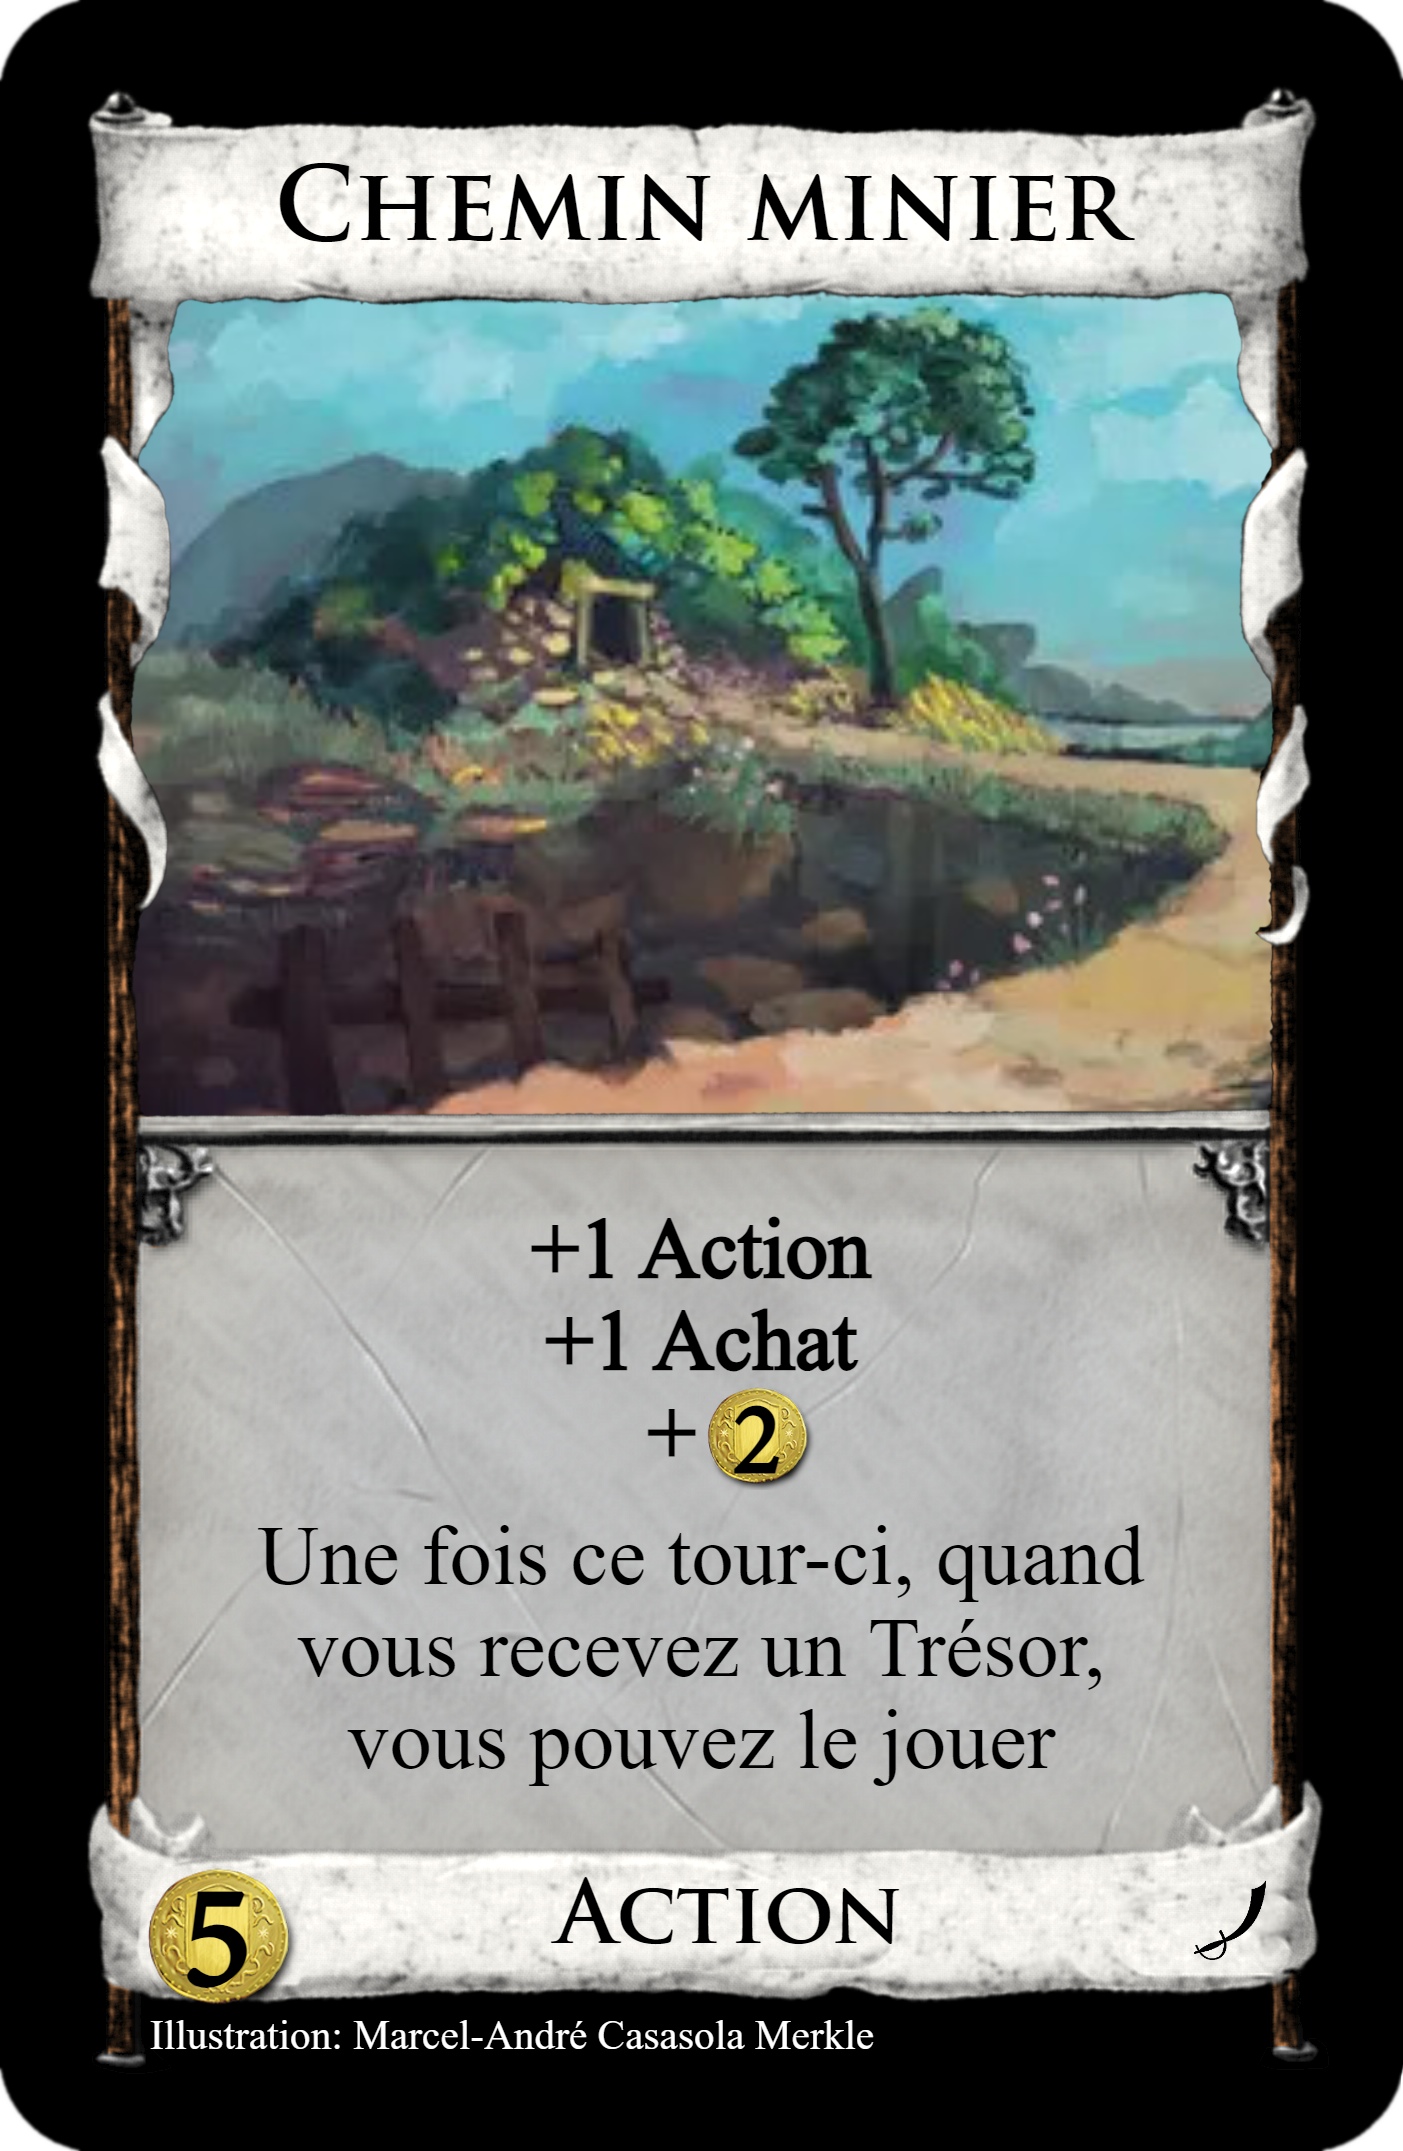 Chemin minier
+1 Action
+1 Achat
+ 2
Une fois ce tour-ci, quand
vous recevez un Trésor,
vous pouvez le jouer
5 Action
Illustration: Marcel-André Casasola Merkle